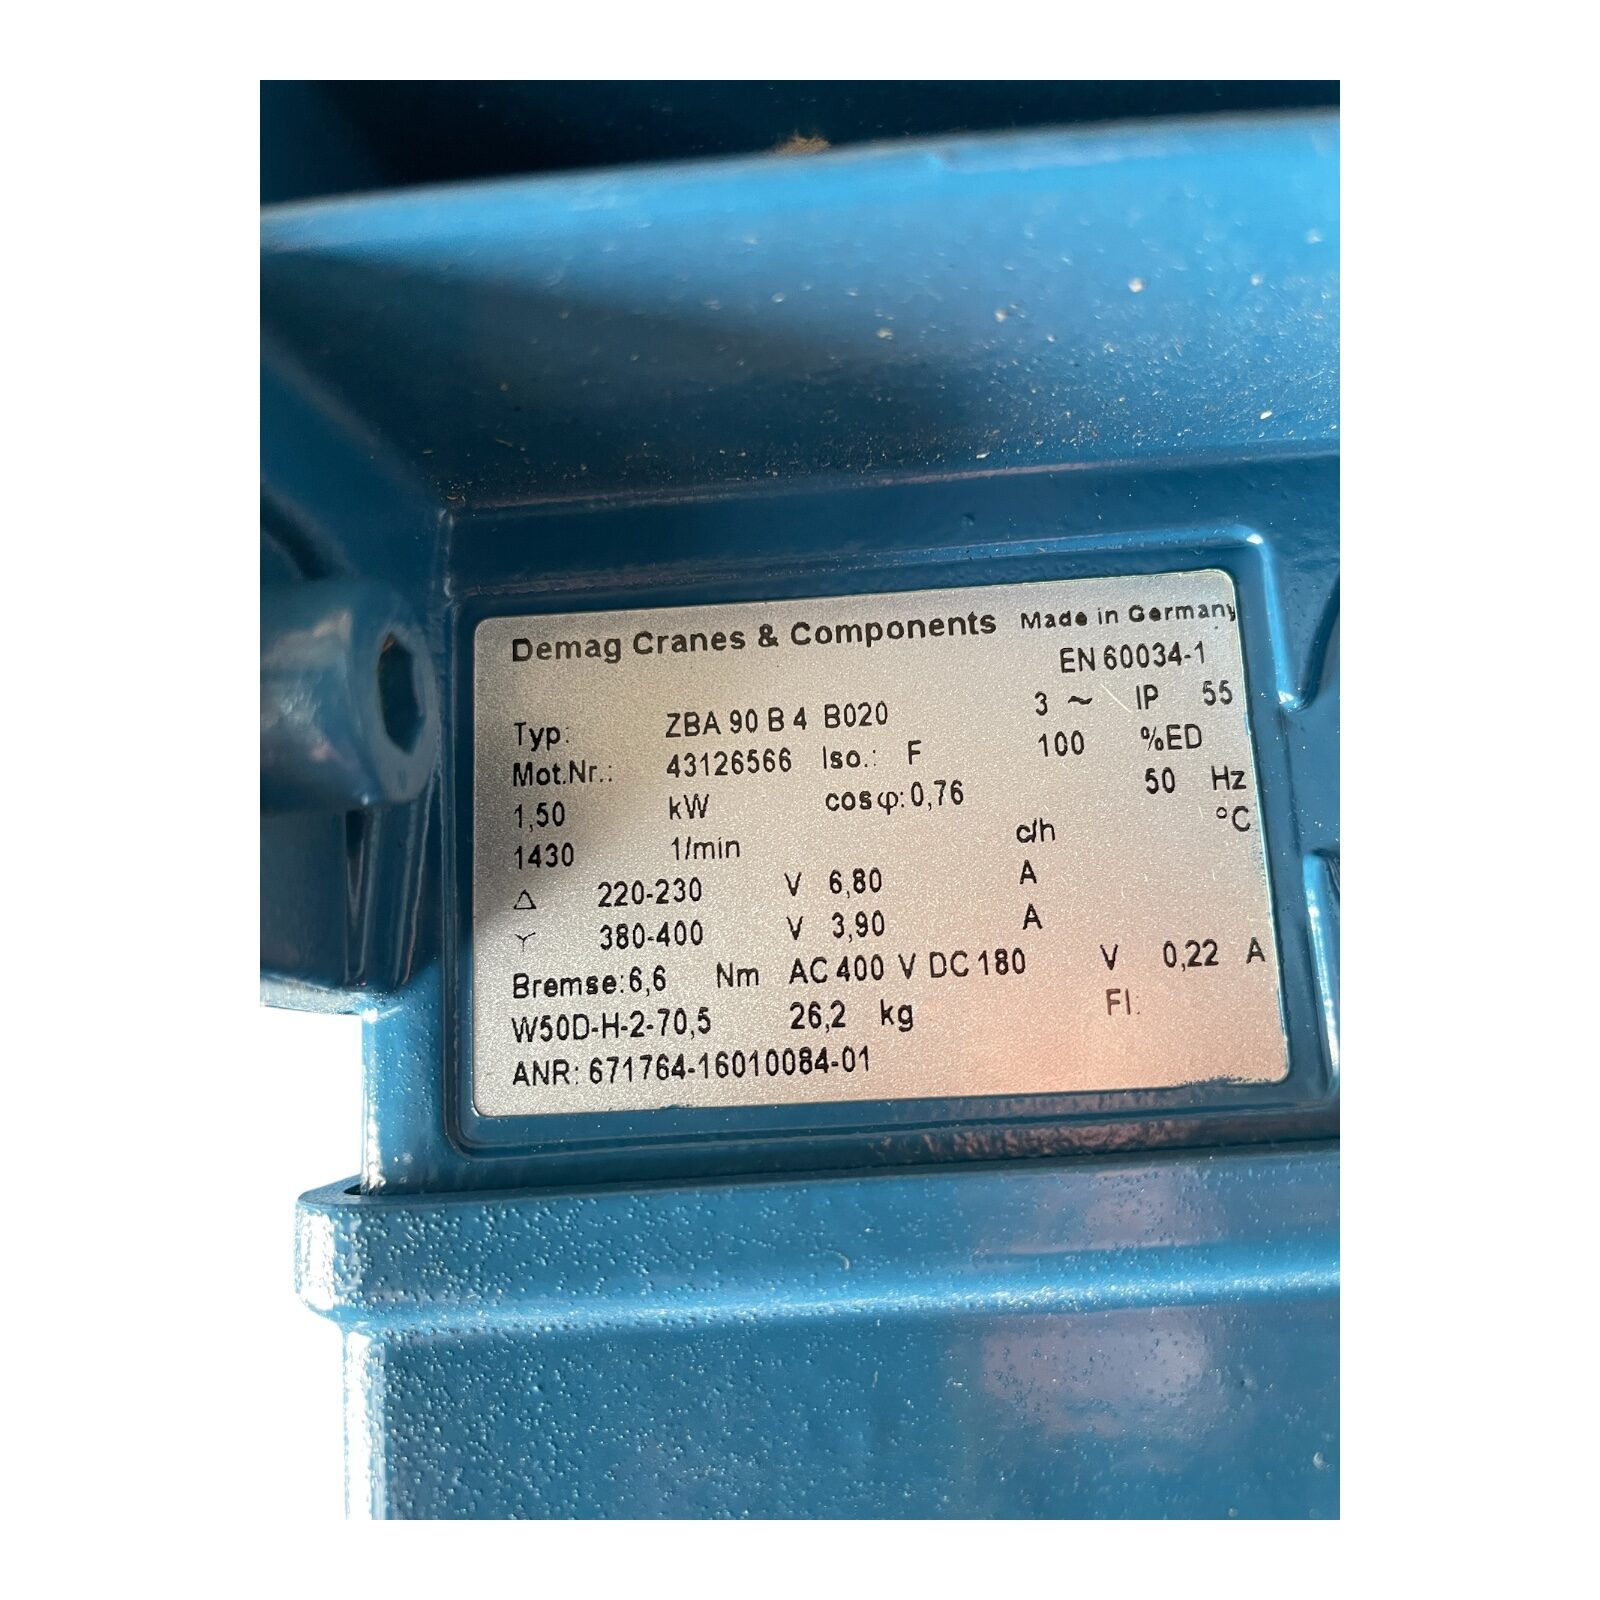 Demag Cranes & Components Made in Germany
EN 60034-1
Typ: ZBA 90 B 4 B020 3 ~ IP 55
Mot.Nr.: 43126566 Iso.: F 100 %ED
1,50 kW cosφ:0,76 50 Hz
1430 1/min c/h °C
△ 220-230 V 6,80 A
Y 380-400 V 3,90 A
Bremse:6,6 Nm AC 400 V DC 180 V 0,22 A
W50D-H-2-70,5 26,2 kg FI.
ANR: 671764-16010084-01